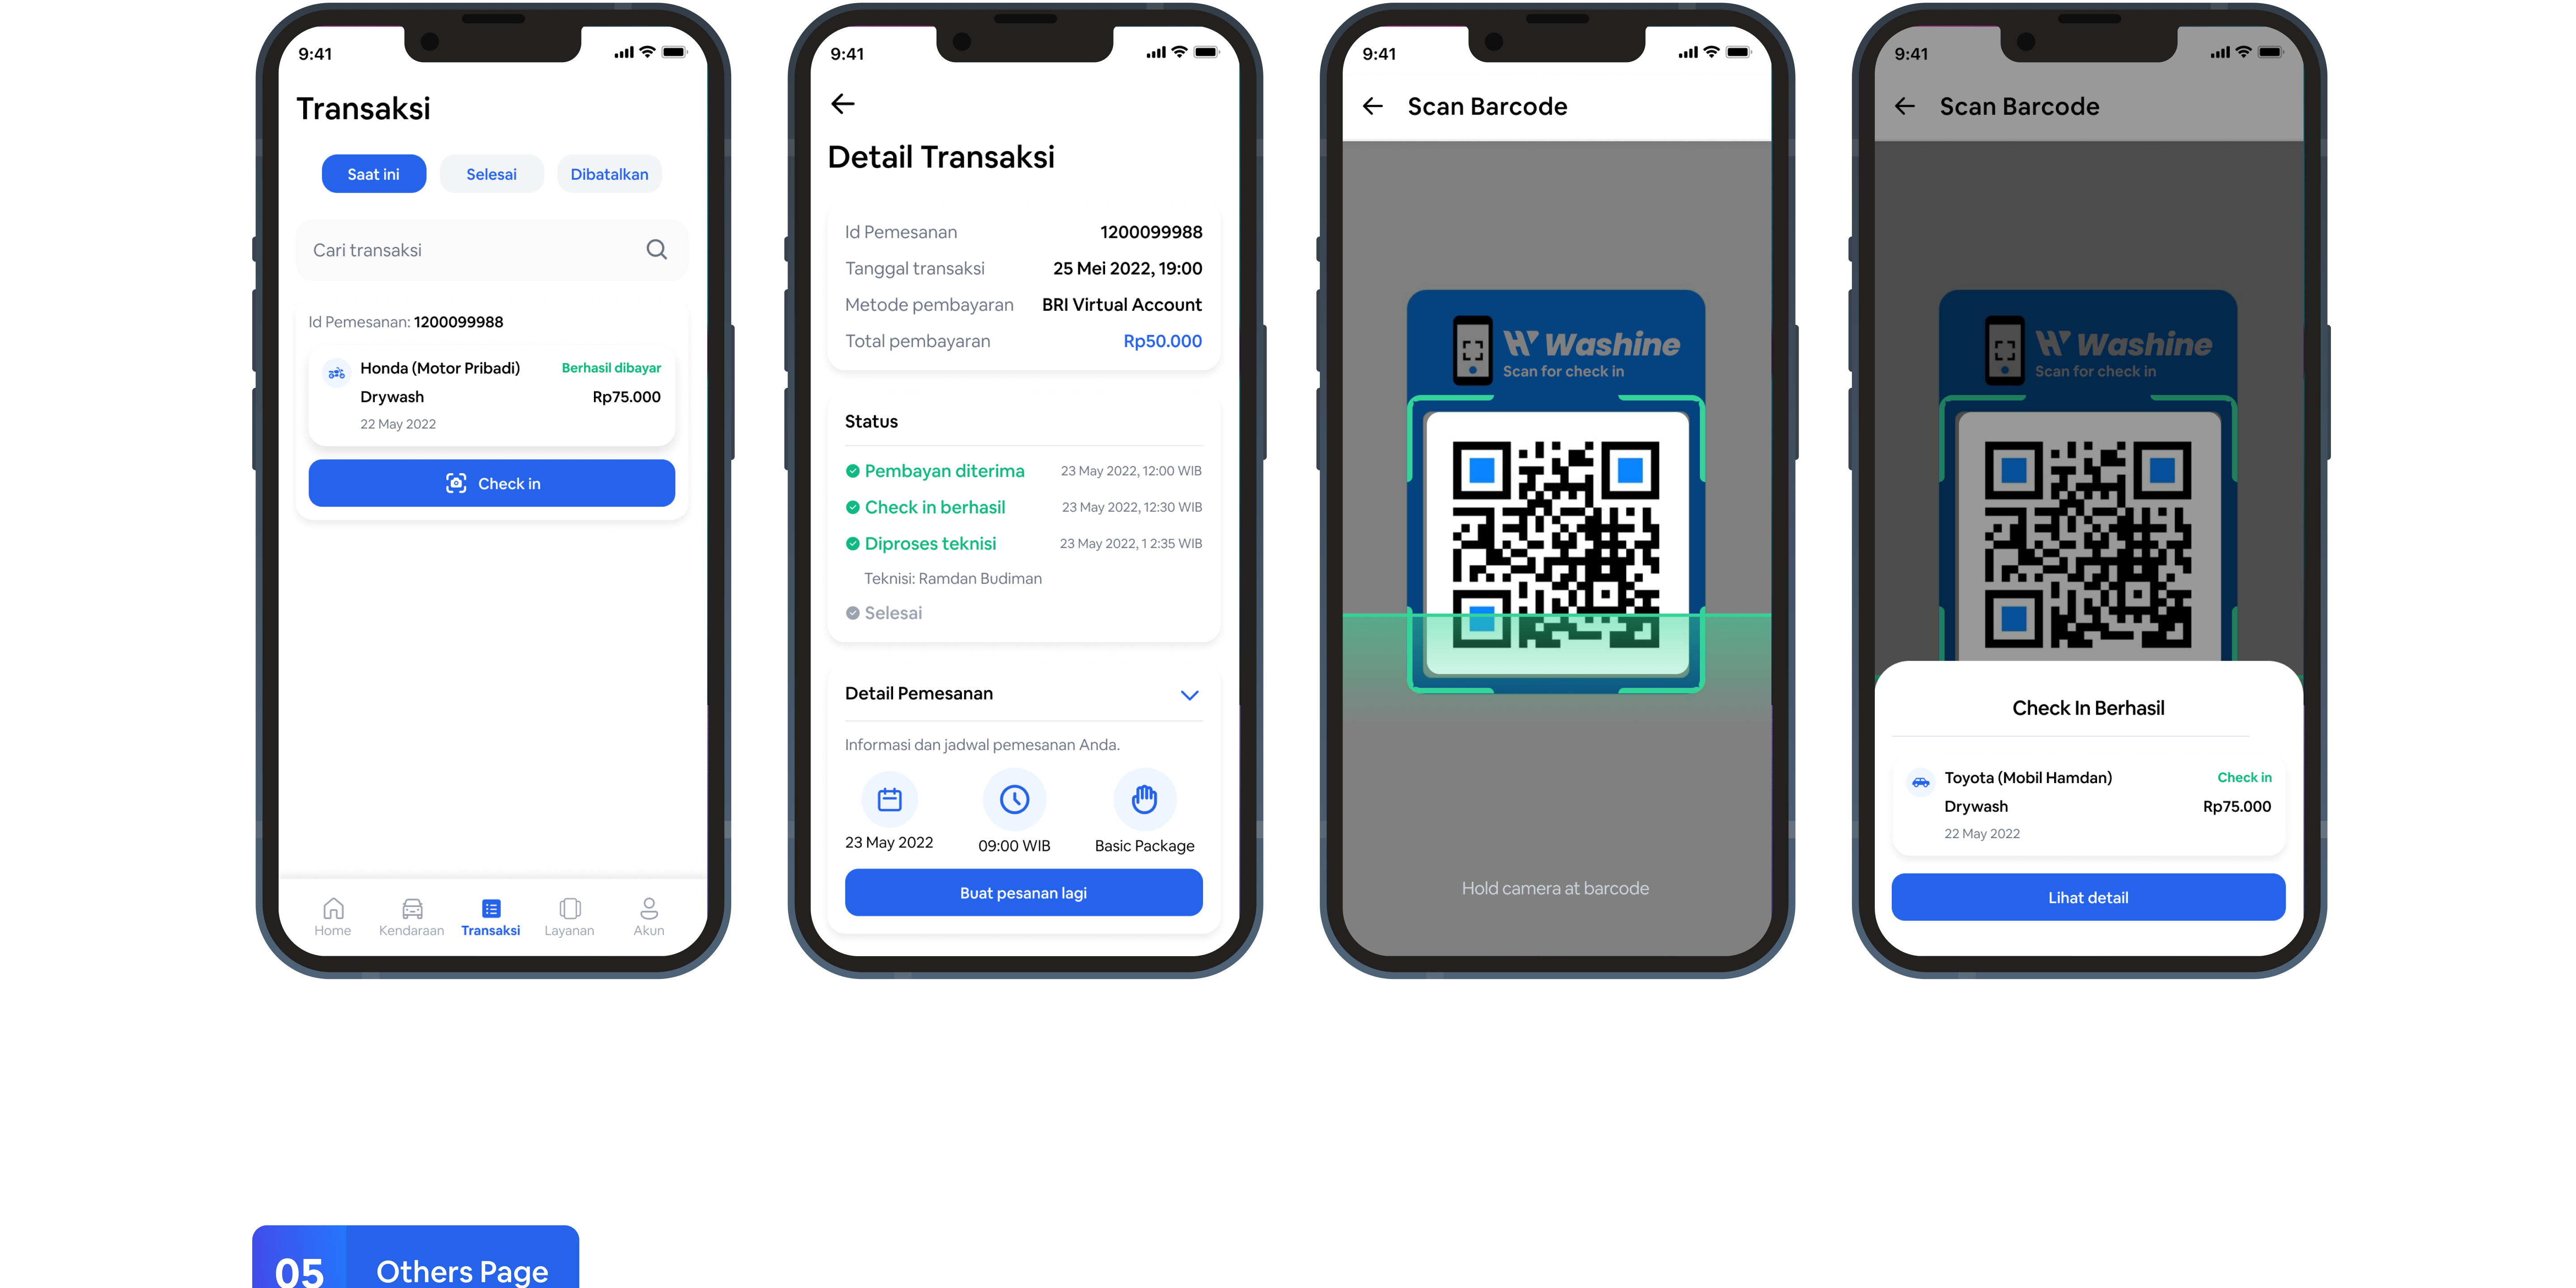 9:41
Transaksi
Saat ini
Selesai
Dibatalkan
Cari transaksi
Id Pemesanan: 1200099988
Honda (Motor Pribadi)
Berhasil dibayar
Drywash
Rp75.000
22 May 2022
Check in
Home
Kendaraan
Transaksi
Layanan
Akun
9:41
Detail Transaksi
Id Pemesanan 1200099988
Tanggal transaksi 25 Mei 2022, 19:00
Metode pembayaran BRI Virtual Account
Total pembayaran Rp50.000
Status
Pembayan diterima 23 May 2022, 12:00 WIB
Check in berhasil 23 May 2022, 12:30 WIB
Diproses teknisi 23 May 2022, 1 2:35 WIB
Teknisi: Ramdan Budiman
Selesai
Detail Pemesanan
Informasi dan jadwal pemesanan Anda.
23 May 2022
09:00 WIB
Basic Package
Buat pesanan lagi
9:41
Scan Barcode
Washine
Scan for check in
Hold camera at barcode
9:41
Scan Barcode
Washine
Scan for check in
Check In Berhasil
Toyota (Mobil Hamdan)
Check in
Drywash
Rp75.000
22 May 2022
Lihat detail
05
Others Page